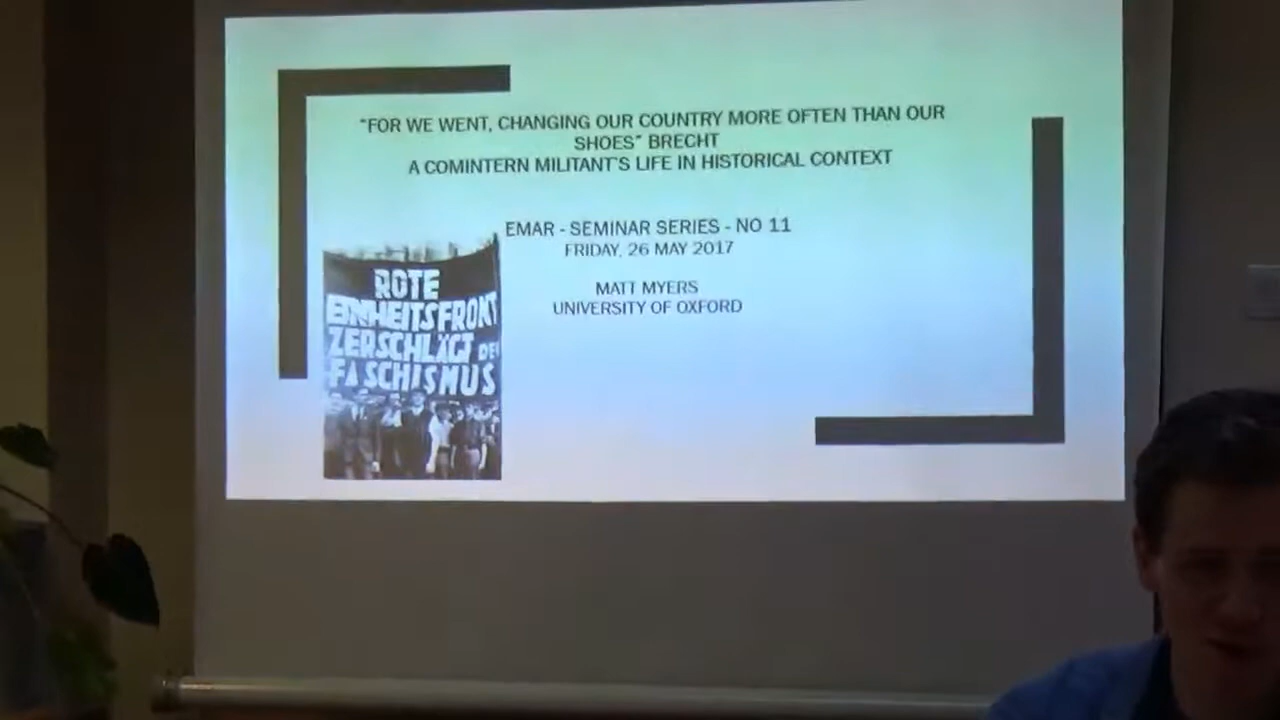 "FOR WE WENT, CHANGING OUR COUNTRY MORE OFTEN THAN OUR
SHOES" BRECHT
A COMINTERN MILITANT'S LIFE IN HISTORICAL CONTEXT
EMAR - SEMINAR SERIES - NO 11
FRIDAY, 26 MAY 2017
MATT MYERS
UNIVERSITY OF OXFORD
ROTE
EINHEITSFRONT
ZERSCHLÄGT DEN
FASCHISMUS